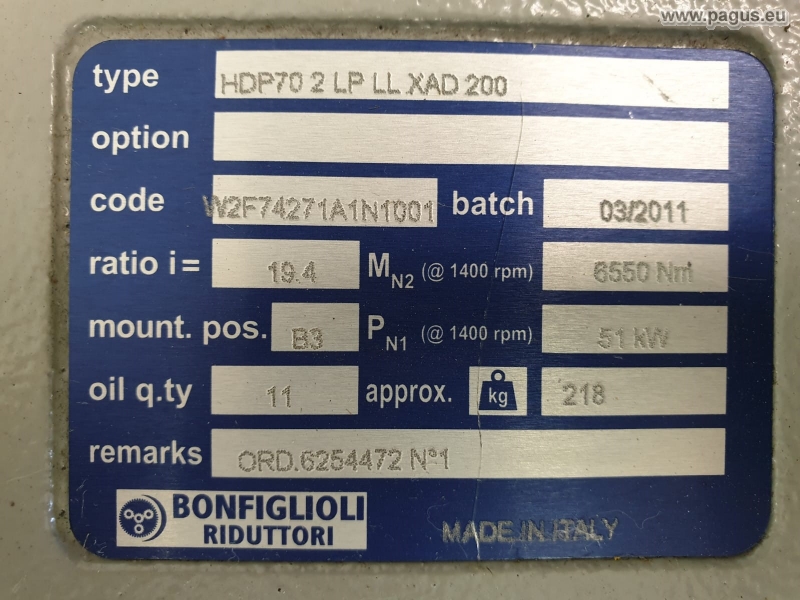 www.pagus.eu
type HDP70 2 LP LL XAD 200
option
code W2F74271A1N1001 batch 03/2011
ratio i= 19.4 MN2 (@ 1400 rpm) 6550 Nm
mount. pos. B3 PN1 (@ 1400 rpm) 51 kW
oil q.ty 11 approx. kg 218
remarks ORD.6254472 N°1
BONFIGLIOLI
RIDUTTORI
MADE IN ITALY